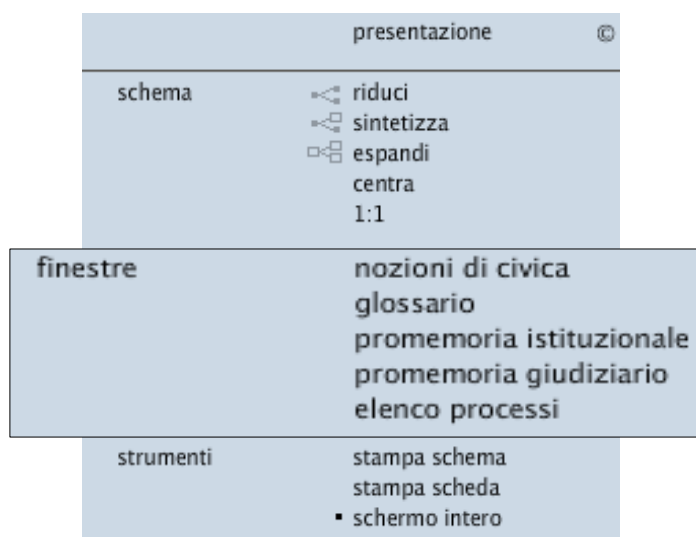 presentazione ©
schema riduci
sintetizza
espandi
centra
1:1
finestre nozioni di civica
glossario
promemoria istituzionale
promemoria giudiziario
elenco processi
strumenti stampa schema
stampa scheda
▪ schermo intero